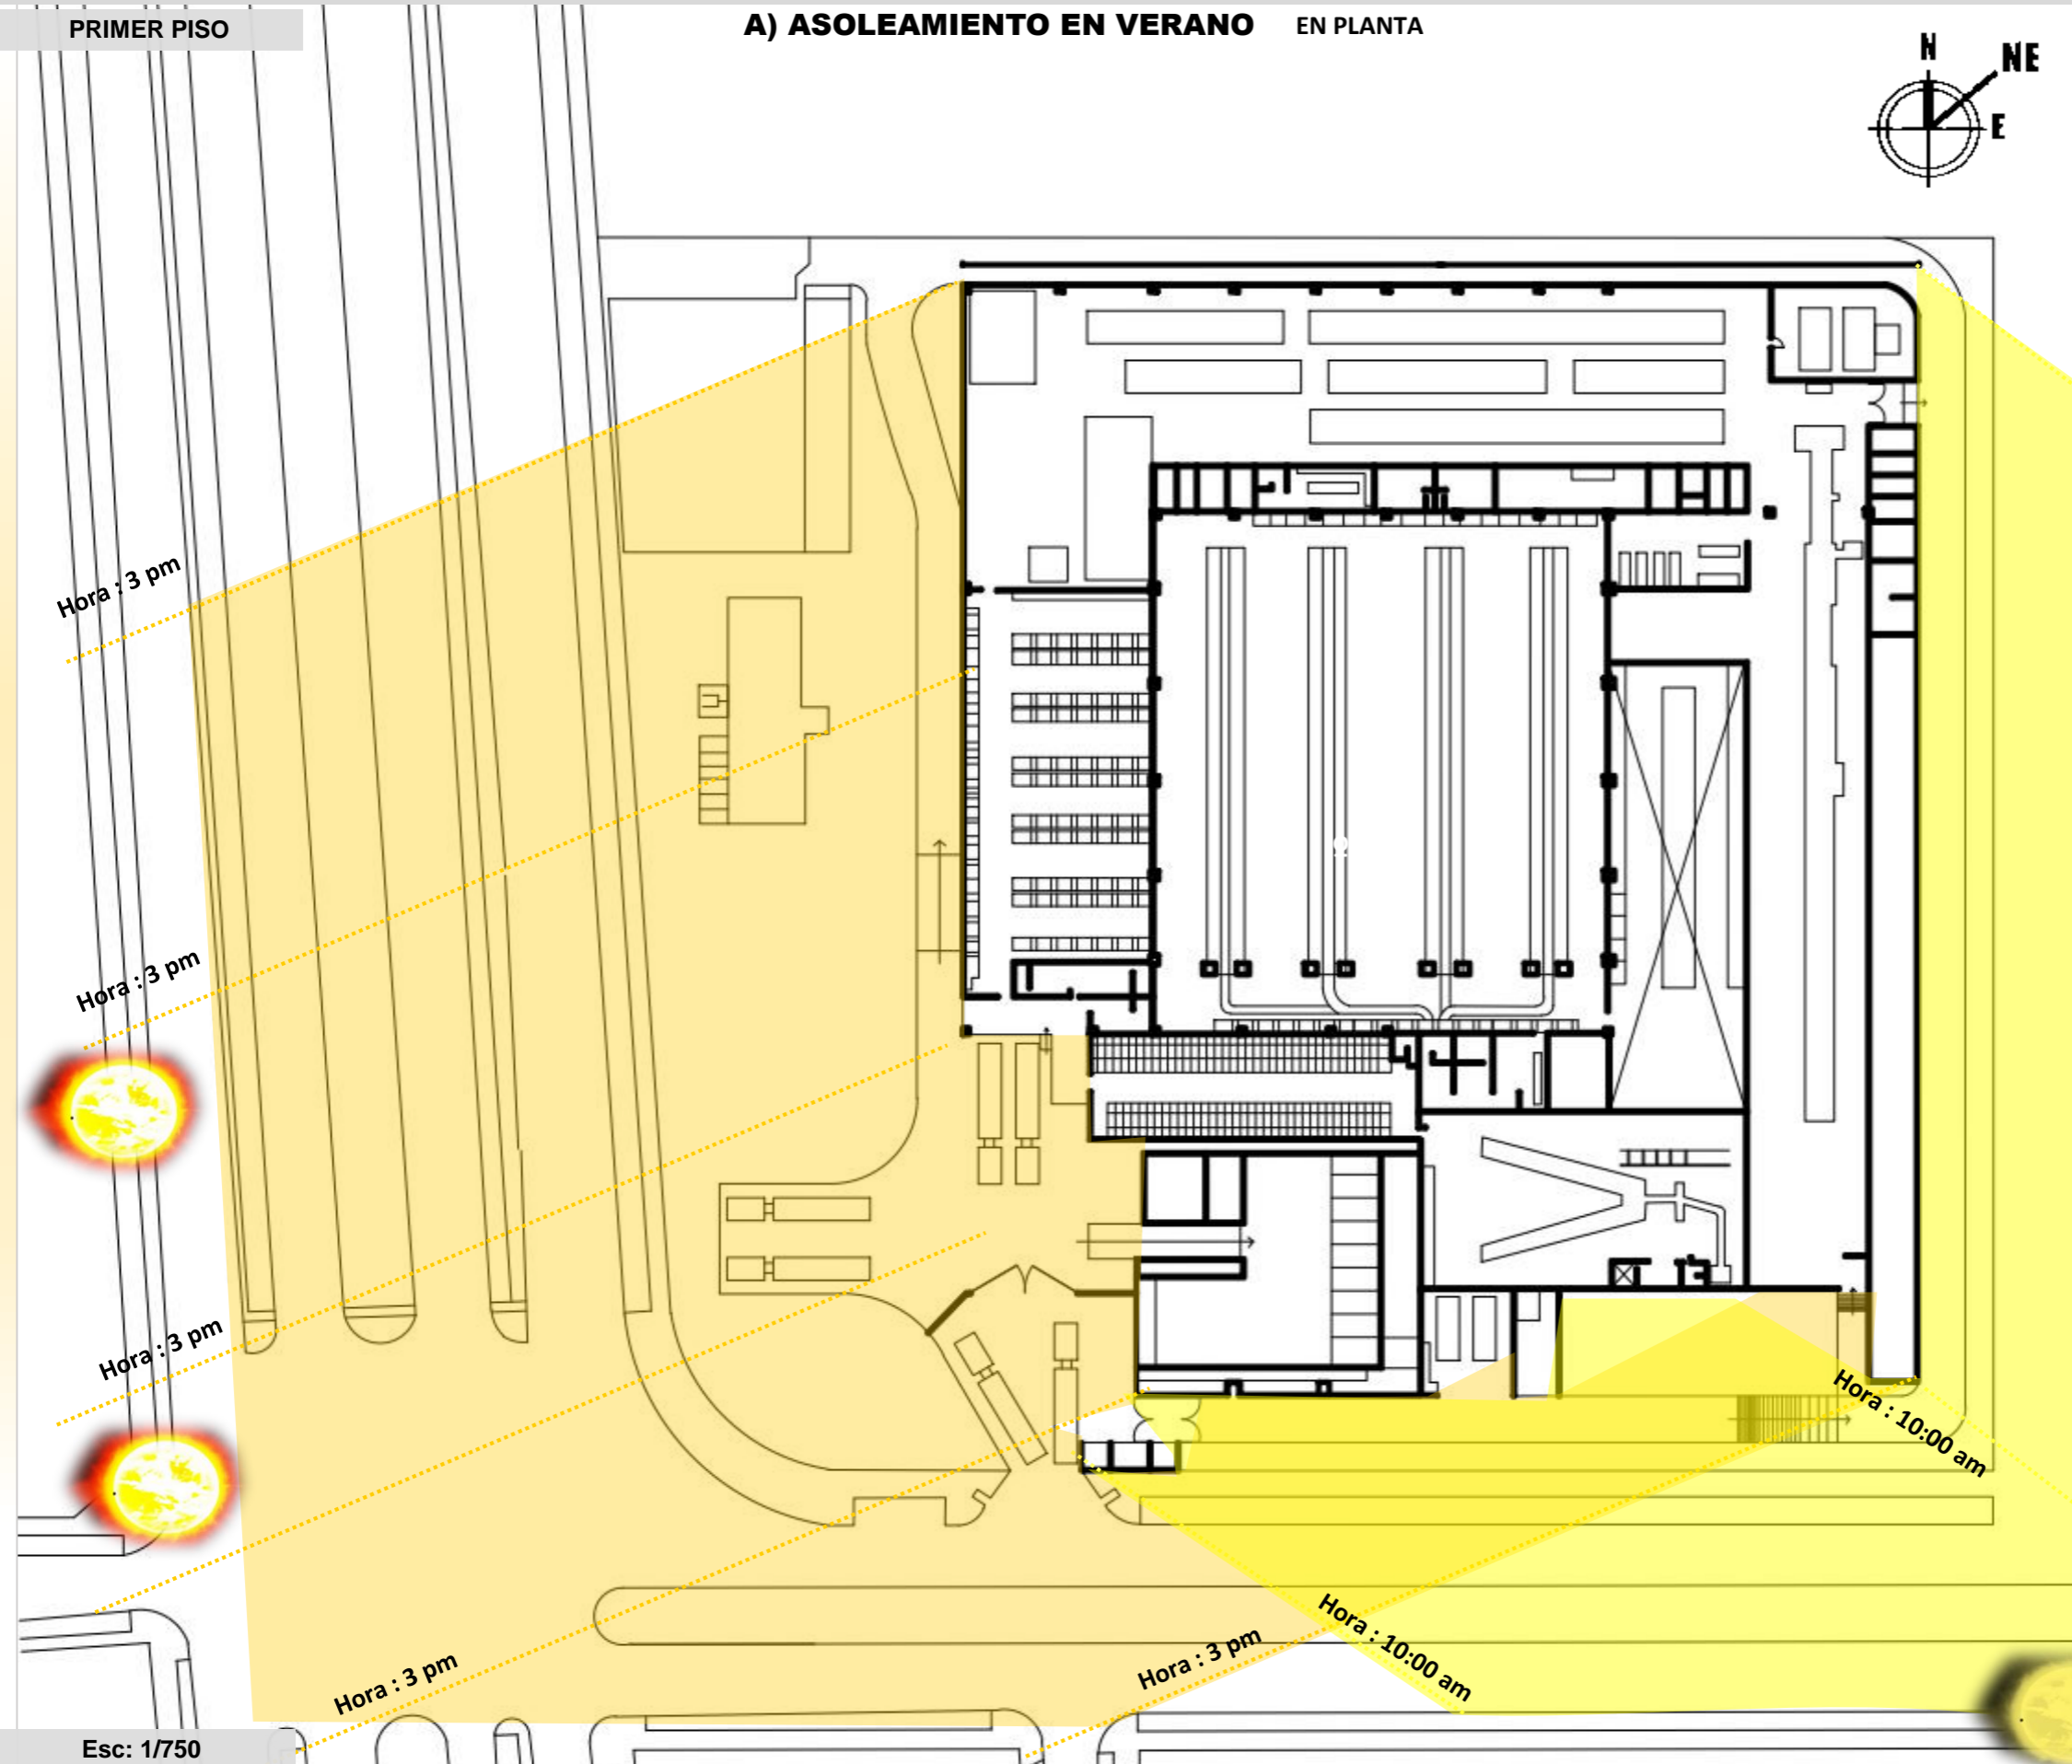 PRIMER PISO
A) ASOLEAMIENTO EN VERANO EN PLANTA
N
NE
E
Hora : 3 pm
Hora : 3 pm
Hora : 3 pm
Hora : 10:00 am
Hora : 10:00 am
Hora : 3 pm
Hora : 3 pm
Esc: 1/750